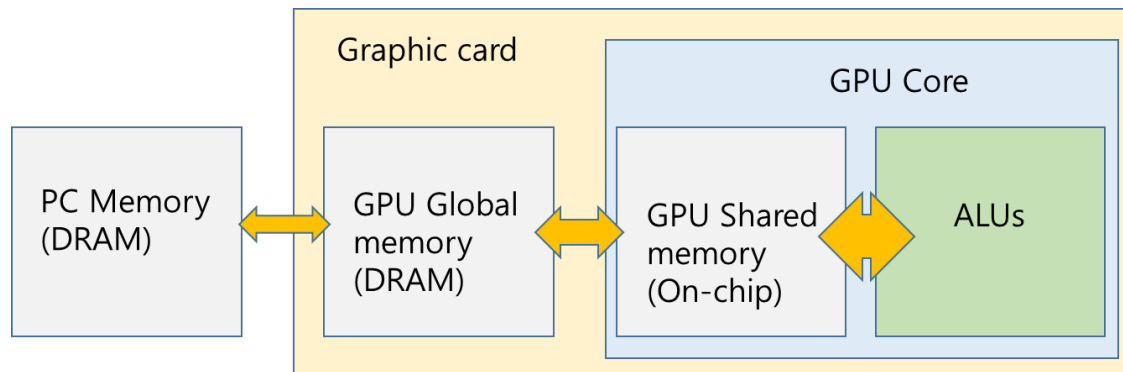 Graphic card
GPU Core
PC Memory
(DRAM)
GPU Global
memory
(DRAM)
GPU Shared
memory
(On-chip)
ALUs